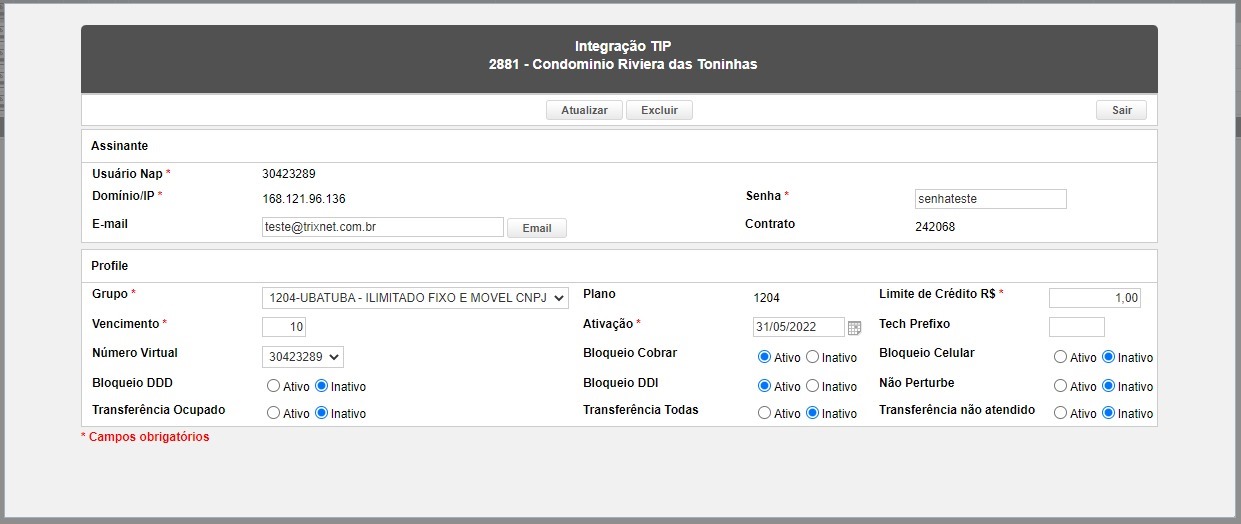 Integração TIP
2881 - Condominio Riviera das Toninhas
Atualizar Excluir Sair
Assinante
Usuário Nap * 30423289
Domínio/IP * 168.121.96.136 Senha * senhateste
E-mail teste@trixnet.com.br Email Contrato 242068
Profile
Grupo * 1204-UBATUBA - ILIMITADO FIXO E MOVEL CNPJ Plano 1204 Limite de Crédito R$ * 1,00
Vencimento * 10 Ativação * 31/05/2022 Tech Prefixo
Número Virtual 30423289 Bloqueio Cobrar Ativo Inativo Bloqueio Celular Ativo Inativo
Bloqueio DDD Ativo Inativo Bloqueio DDI Ativo Inativo Não Perturbe Ativo Inativo
Transferência Ocupado Ativo Inativo Transferência Todas Ativo Inativo Transferência não atendido Ativo Inativo
* Campos obrigatórios